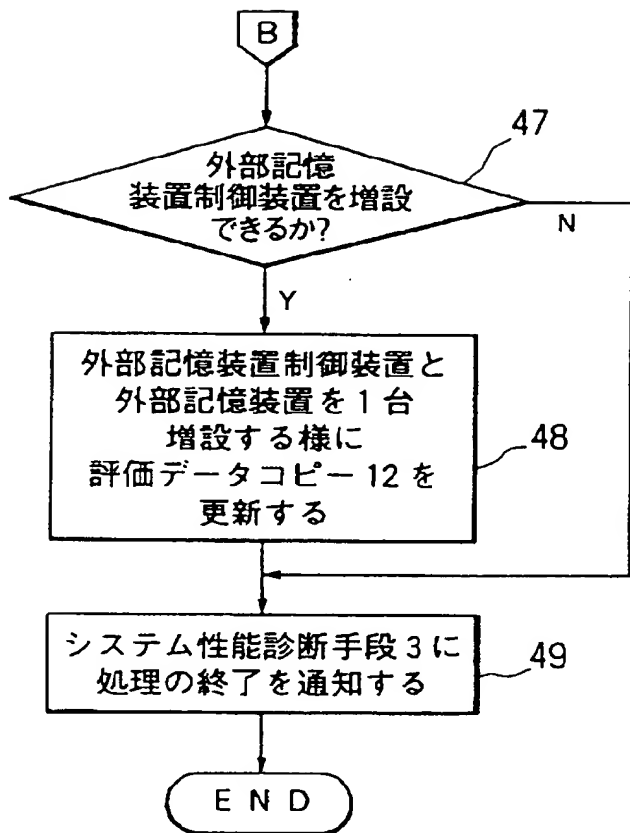 B
47
外部記憶
装置制御装置を増設
できるか?
N
Y
外部記憶装置制御装置と
外部記憶装置を1台
増設する様に
評価データコピー12を
更新する
48
システム性能診断手段3に
処理の終了を通知する
49
END